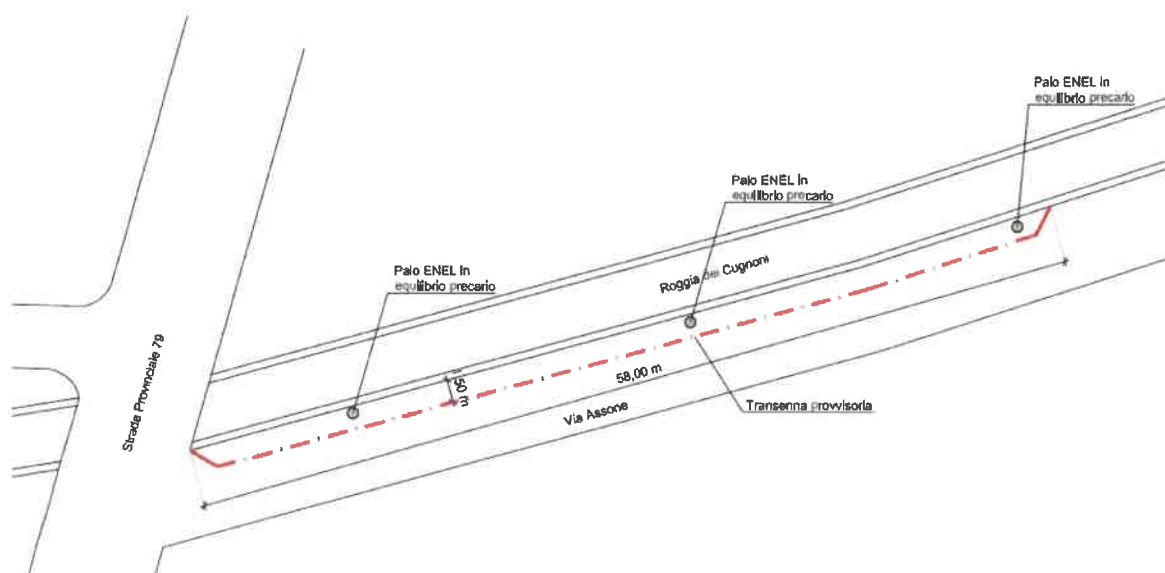 Palo ENEL in
equilibrio precario
Palo ENEL in
equilibrio precario
Palo ENEL in
equilibrio precario
Roggia dei Cugnoni
Strada Provinciale 79
50 m
58,00 m
Via Assone
Transenna provvisoria